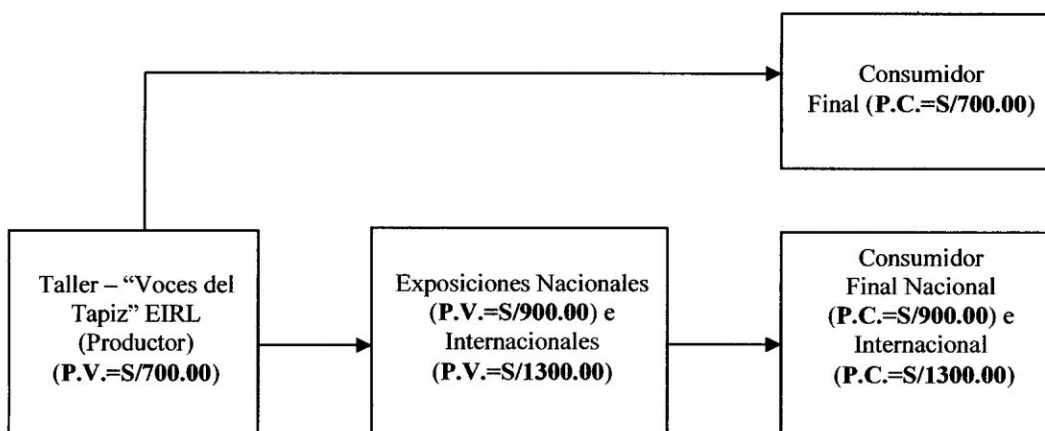 Consumidor
Final (P.C.=S/700.00)
Taller – “Voces del
Tapiz” EIRL
(Productor)
(P.V.=S/700.00)
Exposiciones Nacionales
(P.V.=S/900.00) e
Internacionales
(P.V.=S/1300.00)
Consumidor
Final Nacional
(P.C.=S/900.00) e
Internacional
(P.C.=S/1300.00)